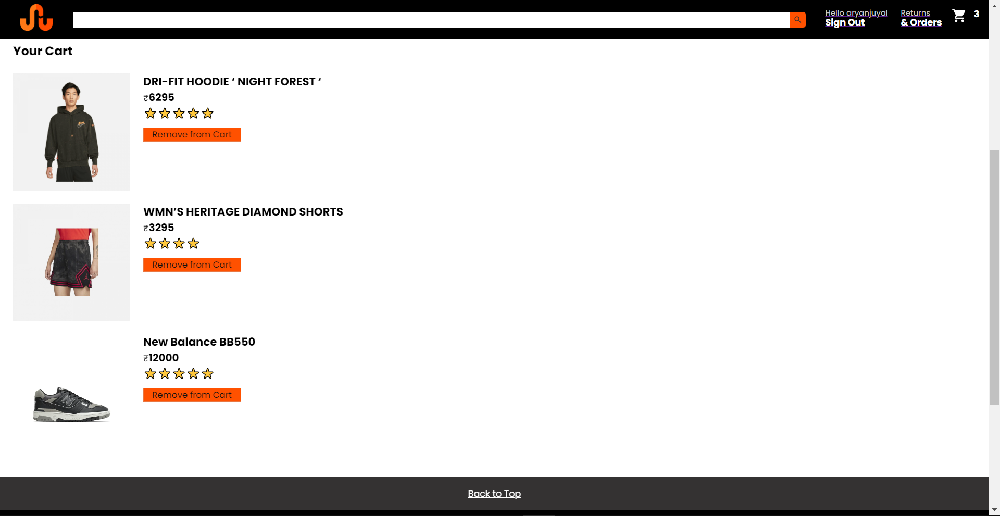 Hello aryanjuyal
Sign Out
Returns
& Orders
3
Your Cart
DRI-FIT HOODIE ‘ NIGHT FOREST ‘
₹6295
Remove from Cart
WMN’S HERITAGE DIAMOND SHORTS
₹3295
Remove from Cart
New Balance BB550
₹12000
Remove from Cart
Back to Top